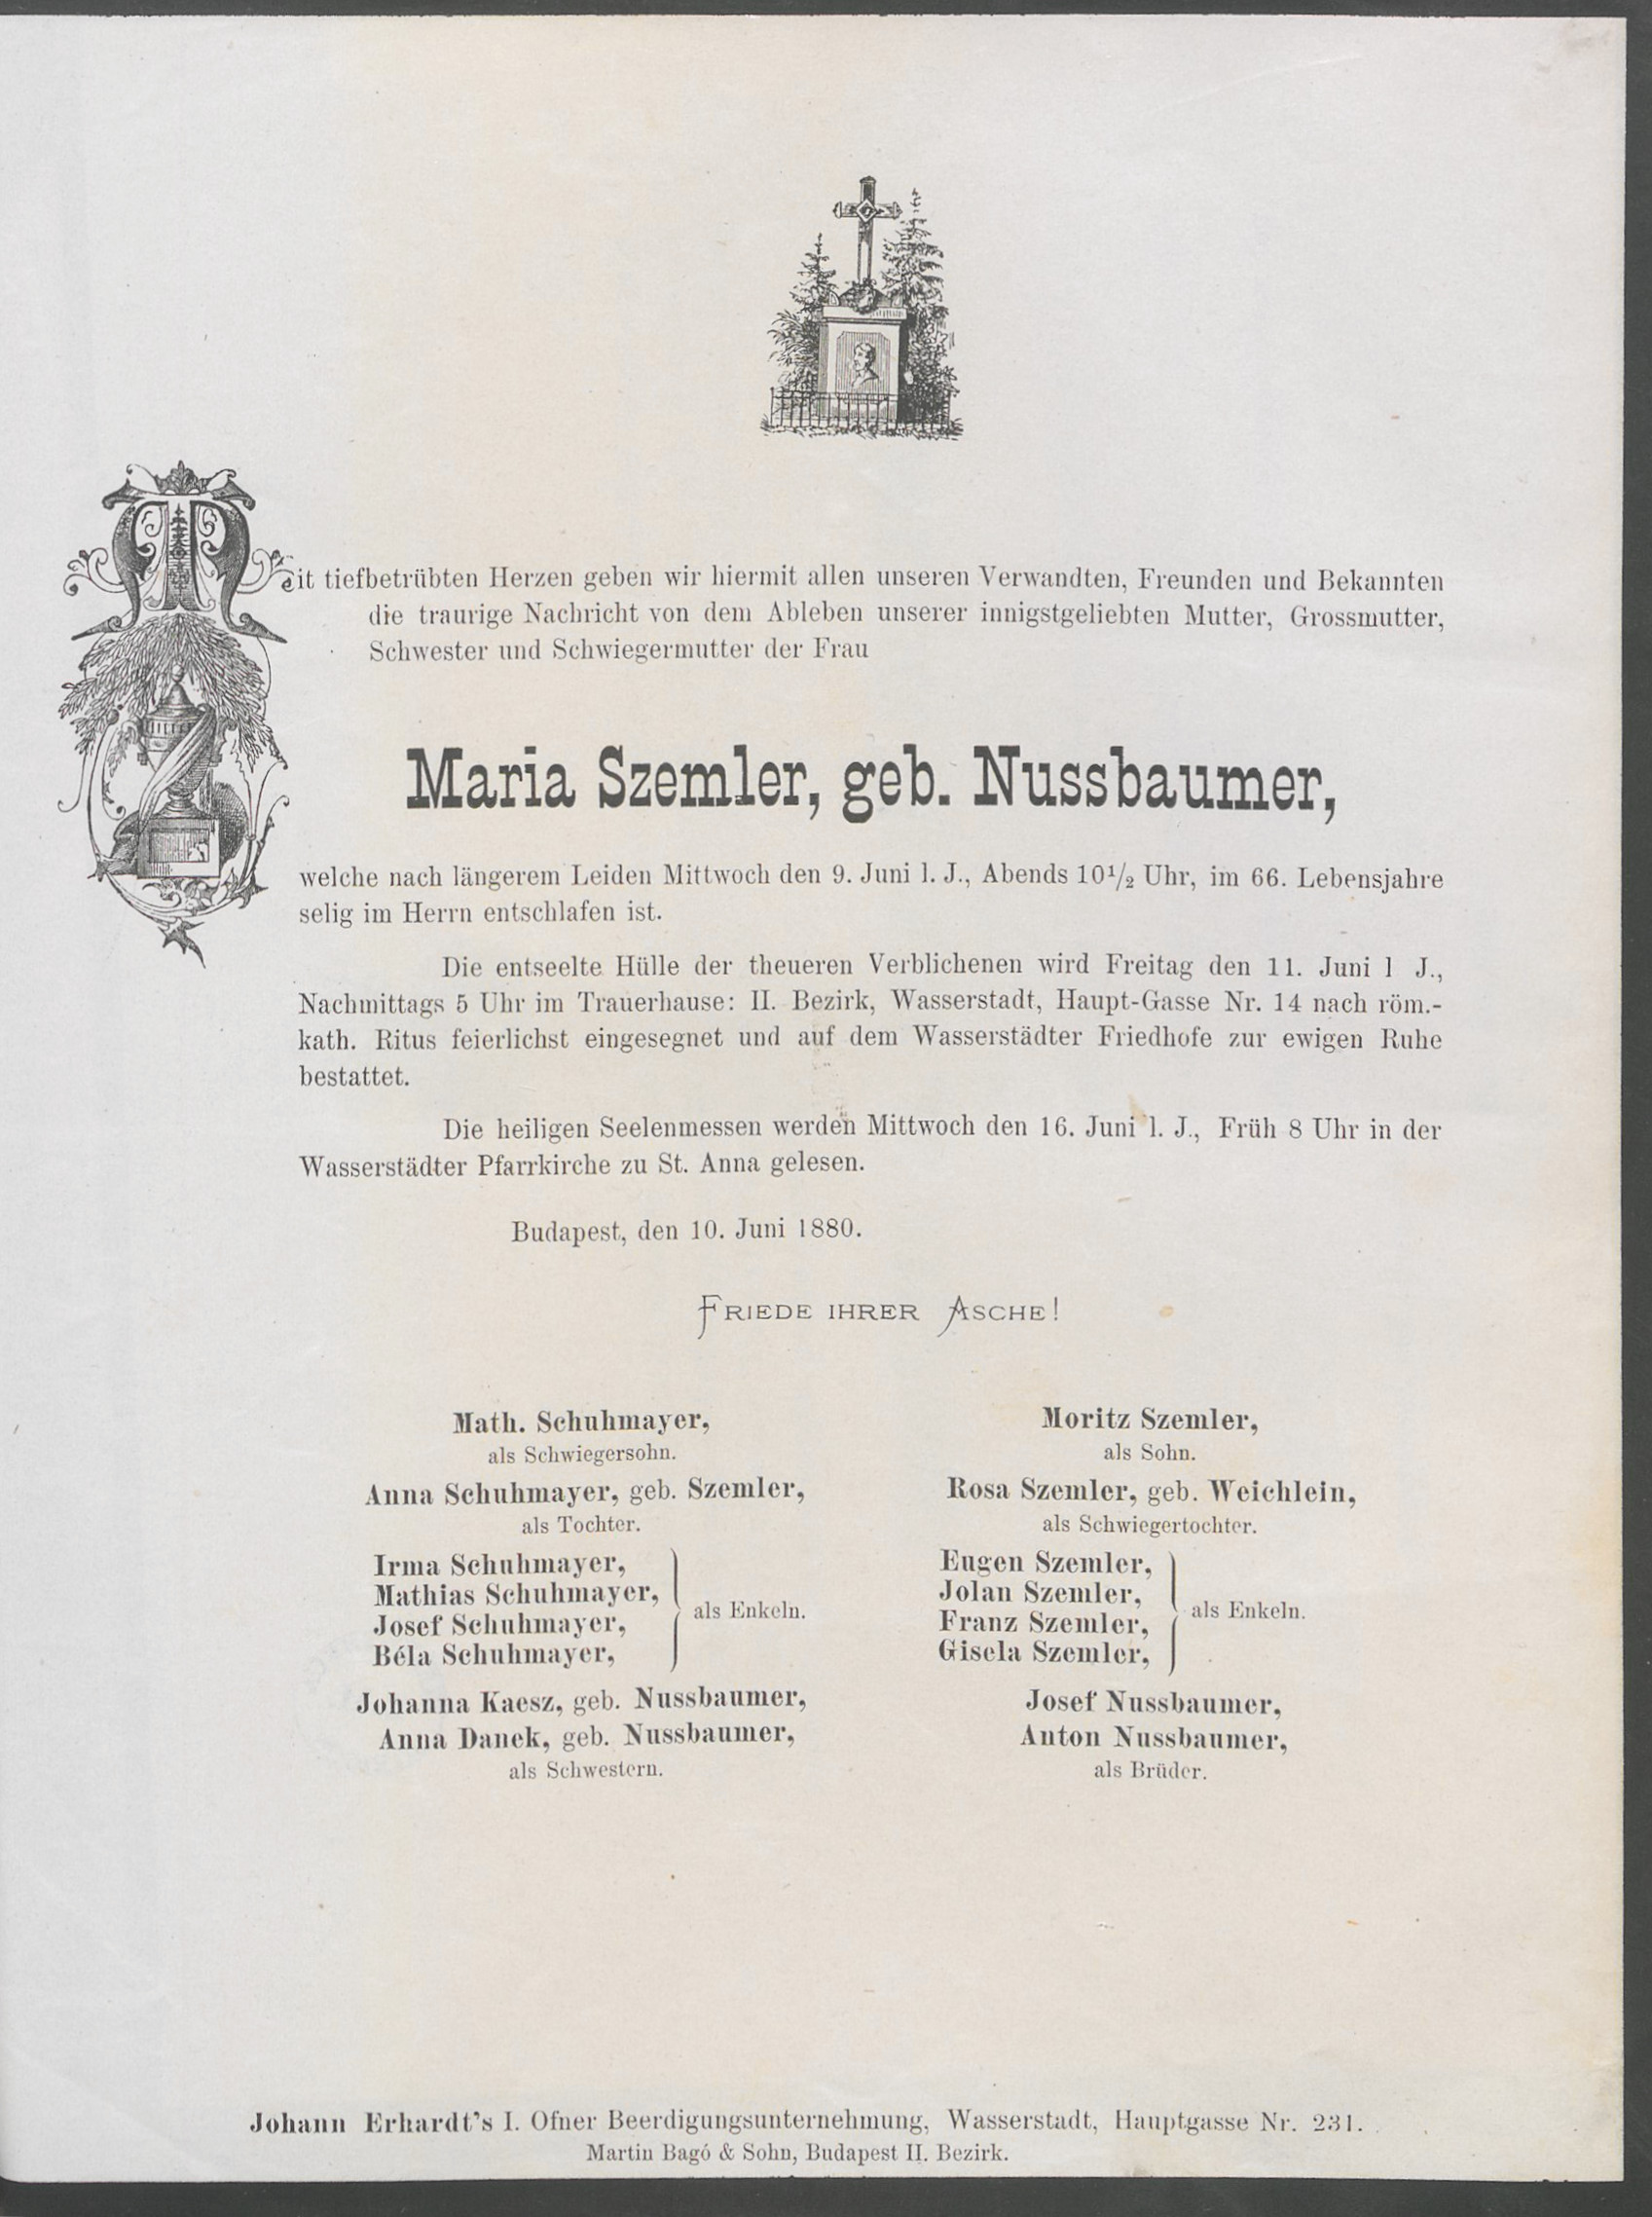 Mit tiefbetrübten Herzen geben wir hiermit allen unseren Verwandten, Freunden und Bekannten
die traurige Nachricht von dem Ableben unserer innigstgeliebten Mutter, Grossmutter,
Schwester und Schwiegermutter der Frau
Maria Szemler, geb. Nussbaumer,
welche nach längerem Leiden Mittwoch den 9. Juni l. J., Abends 10¹/₂ Uhr, im 66. Lebensjahre
selig im Herrn entschlafen ist.
Die entseelte Hülle der theueren Verblichenen wird Freitag den 11. Juni l J.,
Nachmittags 5 Uhr im Trauerhause: II. Bezirk, Wasserstadt, Haupt-Gasse Nr. 14 nach röm.-
kath. Ritus feierlichst eingesegnet und auf dem Wasserstädter Friedhofe zur ewigen Ruhe
bestattet.
Die heiligen Seelenmessen werden Mittwoch den 16. Juni l. J., Früh 8 Uhr in der
Wasserstädter Pfarrkirche zu St. Anna gelesen.
Budapest, den 10. Juni 1880.
FRIEDE IHRER ASCHE!
Math. Schuhmayer,
als Schwiegersohn.
Anna Schuhmayer, geb. Szemler,
als Tochter.
Irma Schuhmayer,
Mathias Schuhmayer,
Josef Schuhmayer,
Béla Schuhmayer,
als Enkeln.
Johanna Kaesz, geb. Nussbaumer,
Anna Danek, geb. Nussbaumer,
als Schwestern.
Moritz Szemler,
als Sohn.
Rosa Szemler, geb. Weichlein,
als Schwiegertochter.
Eugen Szemler,
Jolan Szemler,
Franz Szemler,
Gisela Szemler,
als Enkeln.
Josef Nussbaumer,
Anton Nussbaumer,
als Brüder.
Johann Erhardt's I. Ofner Beerdigungsunternehmung, Wasserstadt, Hauptgasse Nr. 231.
Martin Bagó & Sohn, Budapest II. Bezirk.